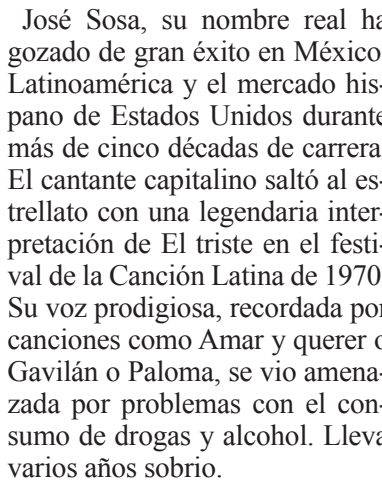 José Sosa, su nombre real ha
gozado de gran éxito en México
Latinoamérica y el mercado his-
pano de Estados Unidos durante
más de cinco décadas de carrera
El cantante capitalino saltó al es-
trellato con una legendaria inter-
pretación de El triste en el festi-
val de la Canción Latina de 1970
Su voz prodigiosa, recordada por
canciones como Amar y querer o
Gavilán o Paloma, se vio amena-
zada por problemas con el con-
sumo de drogas y alcohol. Lleva
varios años sobrio.